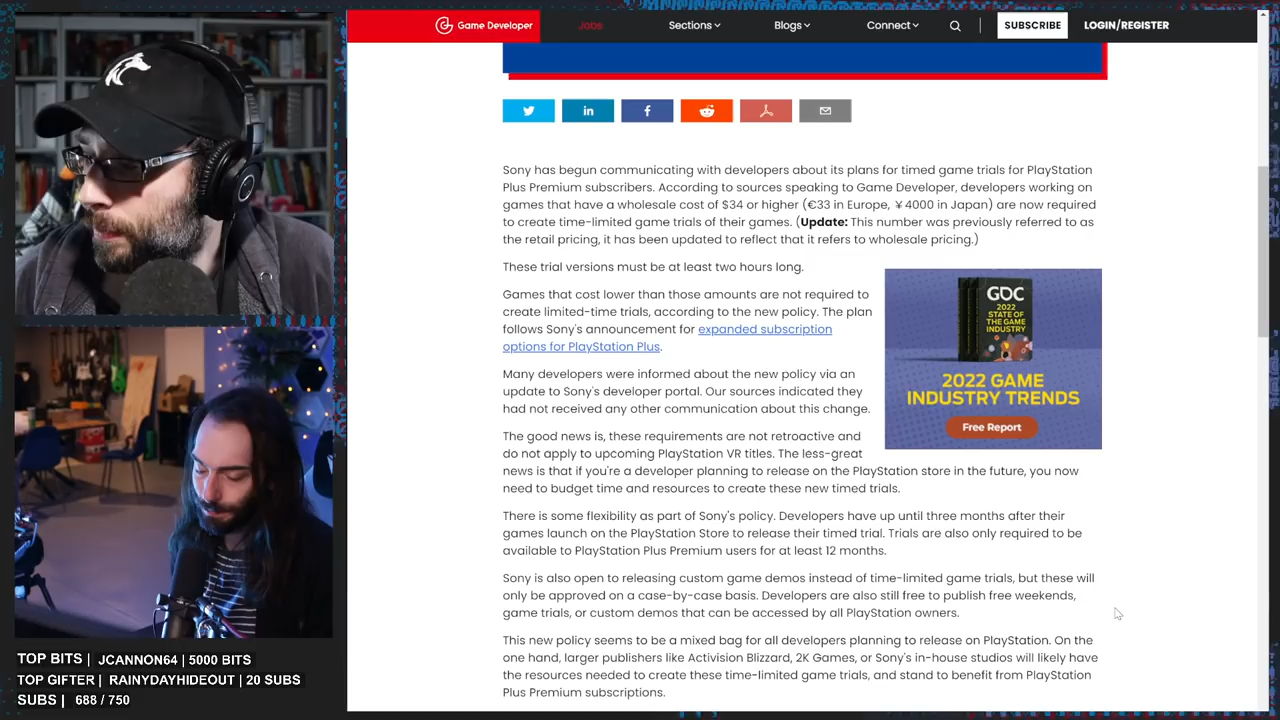 Game Developer
Jobs
Sections
Blogs
Connect
SUBSCRIBE
LOGIN/REGISTER
Sony has begun communicating with developers about its plans for timed game trials for PlayStation
Plus Premium subscribers. According to sources speaking to Game Developer, developers working on
games that have a wholesale cost of $34 or higher (€33 in Europe, ￥4000 in Japan) are now required
to create time-limited game trials of their games. (Update: This number was previously referred to as
the retail pricing, it has been updated to reflect that it refers to wholesale pricing.)
These trial versions must be at least two hours long.
Games that cost lower than those amounts are not required to
create limited-time trials, according to the new policy. The plan
follows Sony's announcement for expanded subscription
options for PlayStation Plus.
Many developers were informed about the new policy via an
update to Sony's developer portal. Our sources indicated they
had not received any other communication about this change.
The good news is, these requirements are not retroactive and
do not apply to upcoming PlayStation VR titles. The less-great
news is that if you're a developer planning to release on the PlayStation store in the future, you now
need to budget time and resources to create these new timed trials.
GDC
2022
STATE OF
THE GAME
INDUSTRY
2022 GAME
INDUSTRY TRENDS
Free Report
There is some flexibility as part of Sony's policy. Developers have up until three months after their
games launch on the PlayStation Store to release their timed trial. Trials are also only required to be
available to PlayStation Plus Premium users for at least 12 months.
Sony is also open to releasing custom game demos instead of time-limited game trials, but these will
only be approved on a case-by-case basis. Developers are also still free to publish free weekends,
game trials, or custom demos that can be accessed by all PlayStation owners.
This new policy seems to be a mixed bag for all developers planning to release on PlayStation. On the
one hand, larger publishers like Activision Blizzard, 2K Games, or Sony's in-house studios will likely have
the resources needed to create these time-limited game trials, and stand to benefit from PlayStation
Plus Premium subscriptions.
TOP BITS | JCANNON64 | 5000 BITS
TOP GIFTER | RAINYDAYHIDEOUT | 20 SUBS
SUBS | 688 / 750